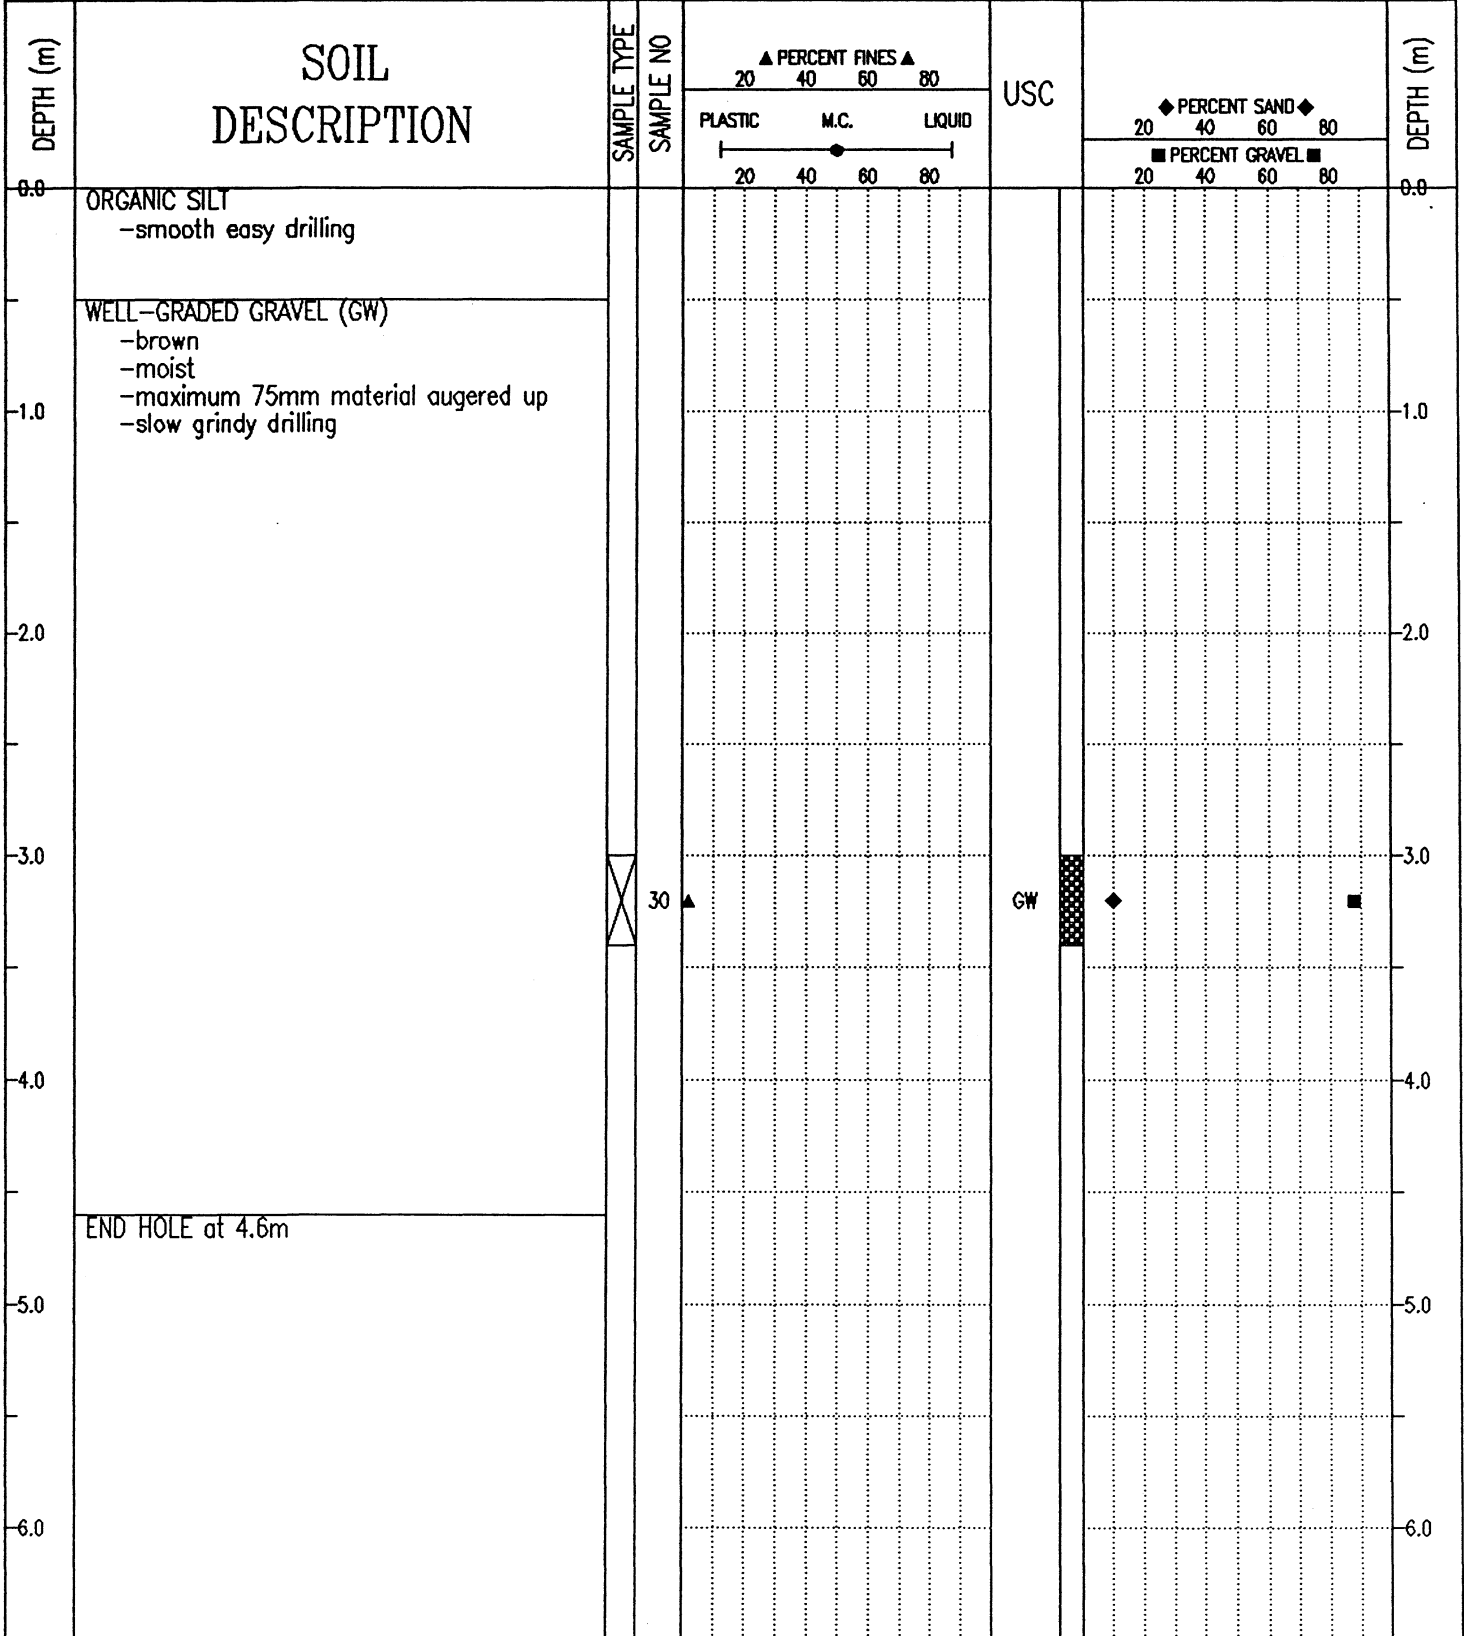 DEPTH (m)
SOIL
DESCRIPTION
SAMPLE TYPE
SAMPLE NO
▲ PERCENT FINES ▲
20 40 60 80
PLASTIC M.C. LIQUID
20 40 60 80
USC
◆ PERCENT SAND ◆
20 40 60 80
■ PERCENT GRAVEL ■
20 40 60 80
DEPTH (m)
0.0 0.0
ORGANIC SILT
-smooth easy drilling
WELL-GRADED GRAVEL (GW)
-brown
-moist
-maximum 75mm material augered up
1.0 1.0
-slow grindy drilling
2.0 2.0
3.0 3.0
30 GW
4.0 4.0
END HOLE at 4.6m
5.0 5.0
6.0 6.0